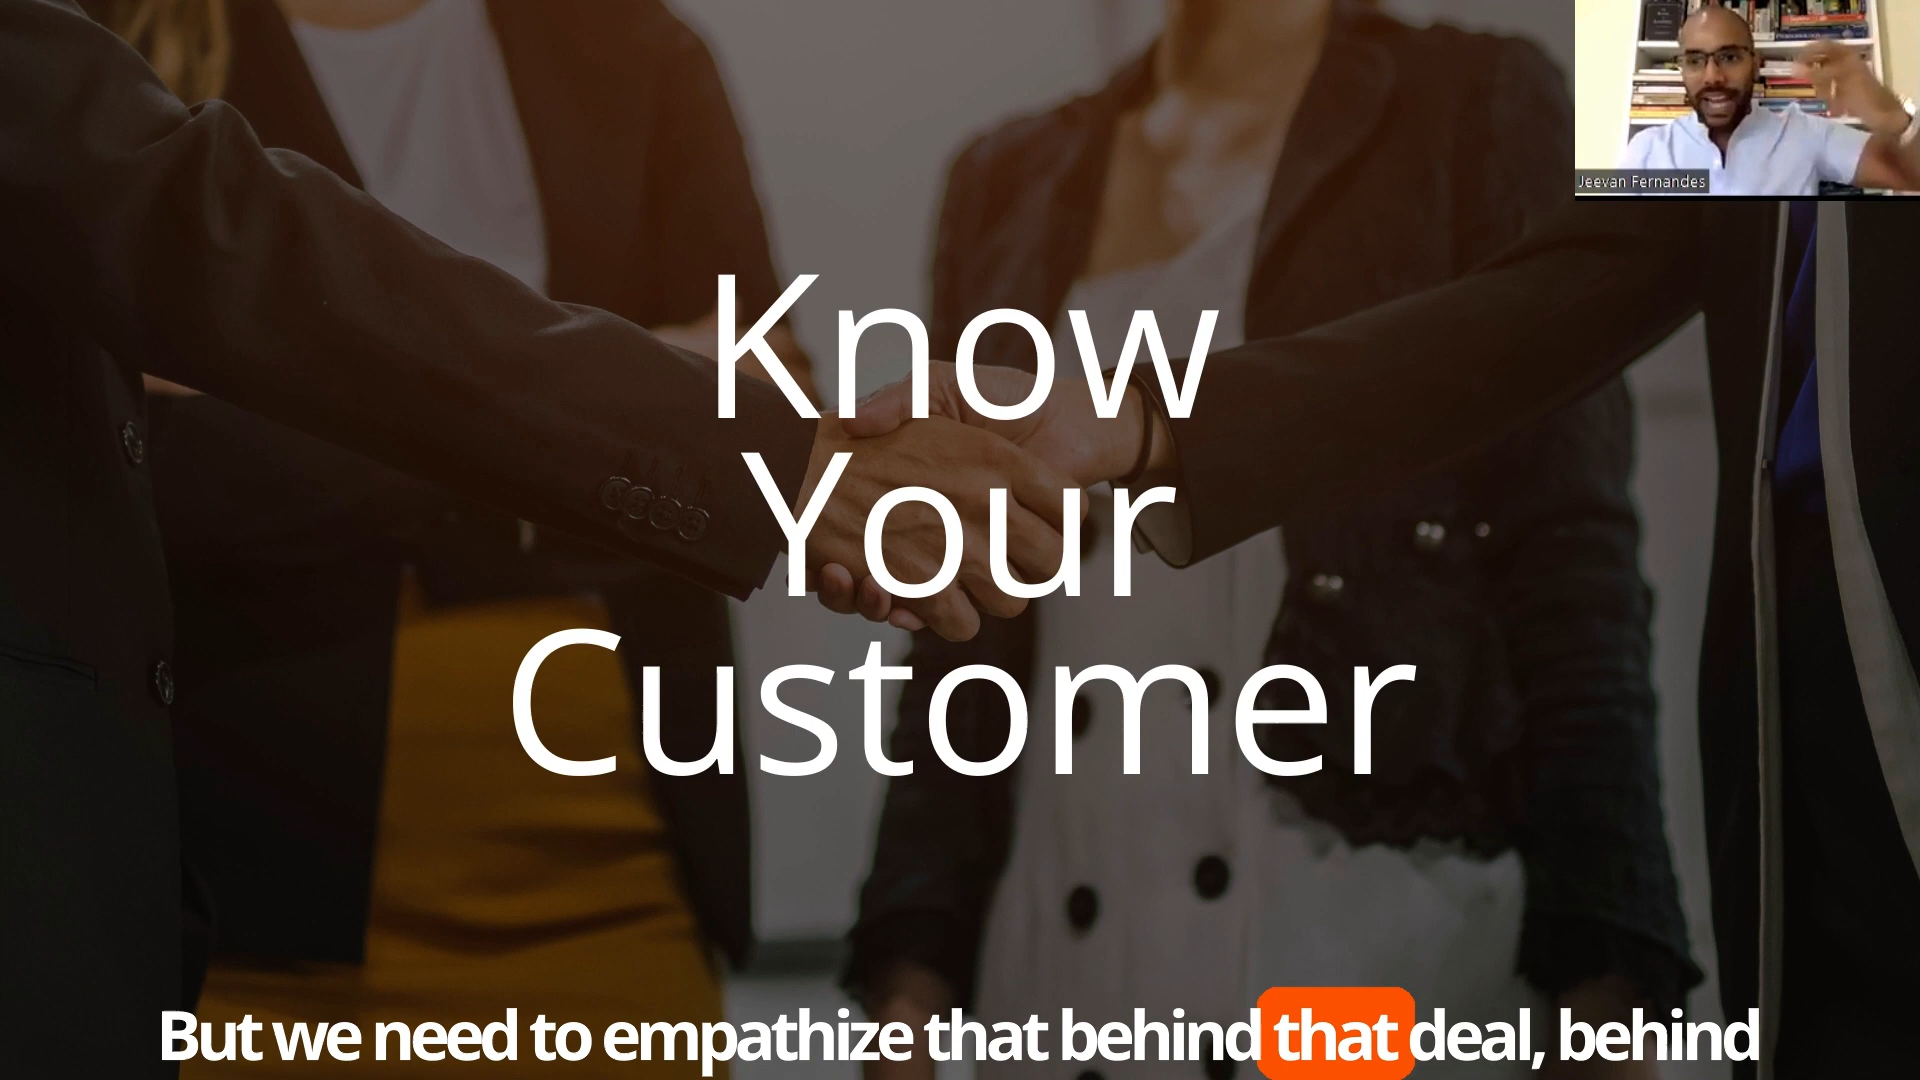 Jeevan Fernandes
Know
Your
Customer
But we need to empathize that behind that deal, behind